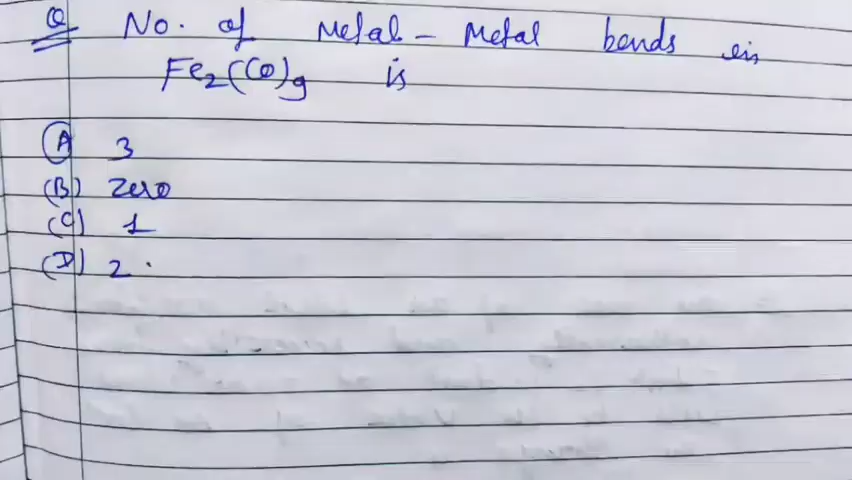 Q No. of Metal - Metal bonds in
Fe2(CO)9 is
(A) 3
(B) Zero
(C) 1
(D) 2.